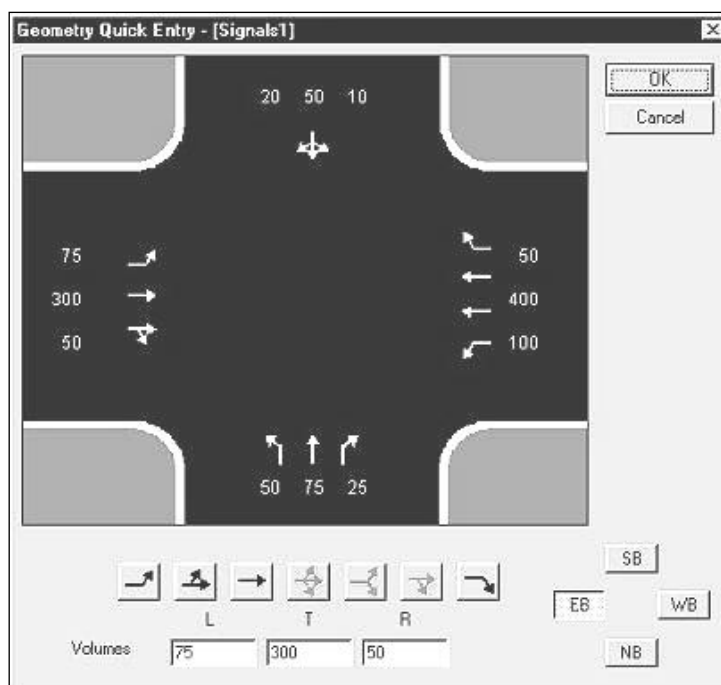 Geometry Quick Entry - [Signals1]
OK
Cancel
20 50 10
75
300
50
50
400
100
50 75 25
L T R
Volumes 75 300 50
SB
EB WB
NB